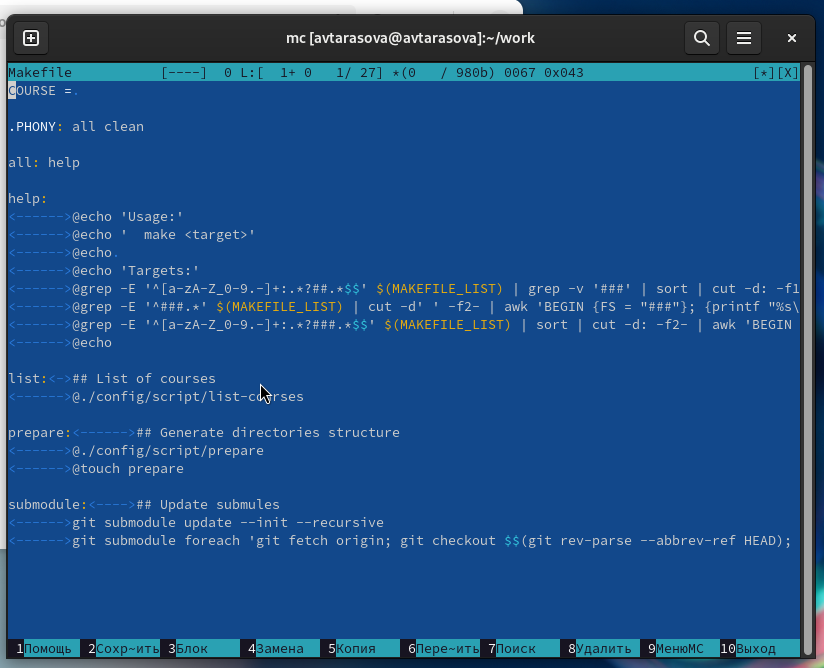 mc [avtarasova@avtarasova]:~/work
Makefile [----] 0 L:[ 1+ 0 1/ 27] *(0 / 980b) 0067 0x043 [*][X]
COURSE =.
.PHONY: all clean
all: help
help:
<------>@echo 'Usage:'
<------>@echo ' make <target>'
<------>@echo.
<------>@echo 'Targets:'
<------>@grep -E '^[a-zA-Z_0-9.-]+:.*?##.*$$' $(MAKEFILE_LIST) | grep -v '###' | sort | cut -d: -f1
<------>@grep -E '^###.*' $(MAKEFILE_LIST) | cut -d' ' -f2- | awk 'BEGIN {FS = "###"}; {printf "%s\
<------>@grep -E '^[a-zA-Z_0-9.-]+:.*?###.*$$' $(MAKEFILE_LIST) | sort | cut -d: -f2- | awk 'BEGIN
<------>@echo
list:<->## List of courses
<------>@./config/script/list-courses
prepare:<------>## Generate directories structure
<------>@./config/script/prepare
<------>@touch prepare
submodule:<---->## Update submules
<------>git submodule update --init --recursive
<------>git submodule foreach 'git fetch origin; git checkout $$(git rev-parse --abbrev-ref HEAD);
1Помощь 2Сохр~ить 3Блок 4Замена 5Копия 6Пере~ить 7Поиск 8Удалить 9МенюMC 10Выход